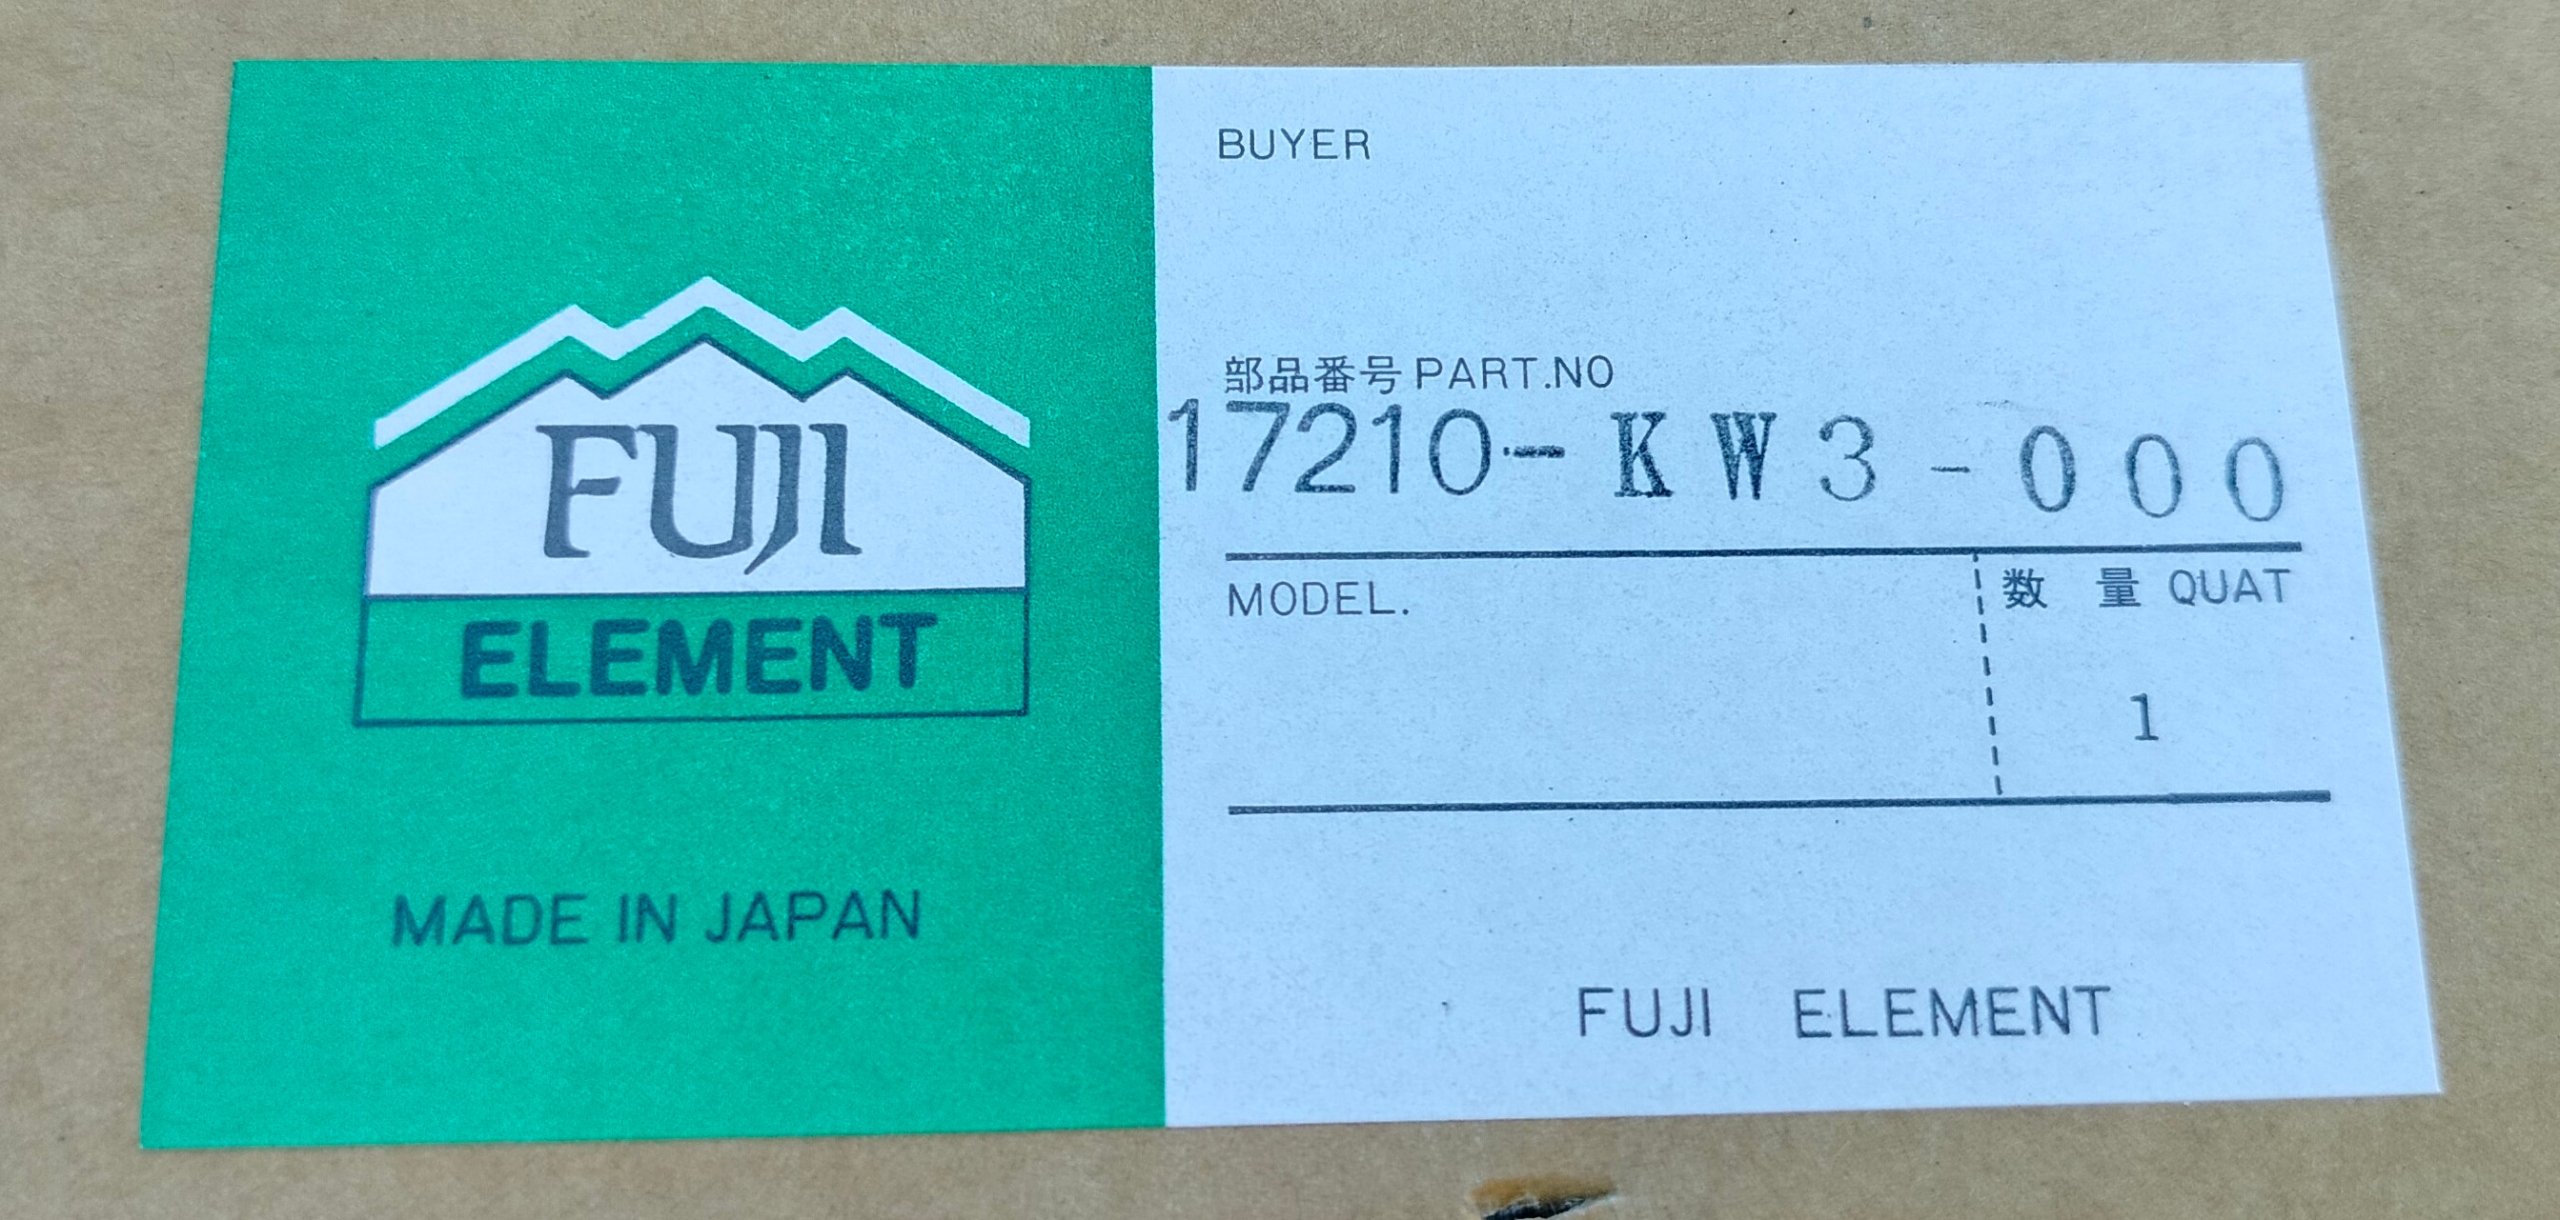 FUJI
ELEMENT
MADE IN JAPAN
BUYER
部品番号 PART.NO
17210-KW3-000
MODEL.
数 量 QUAT
1
FUJI ELEMENT